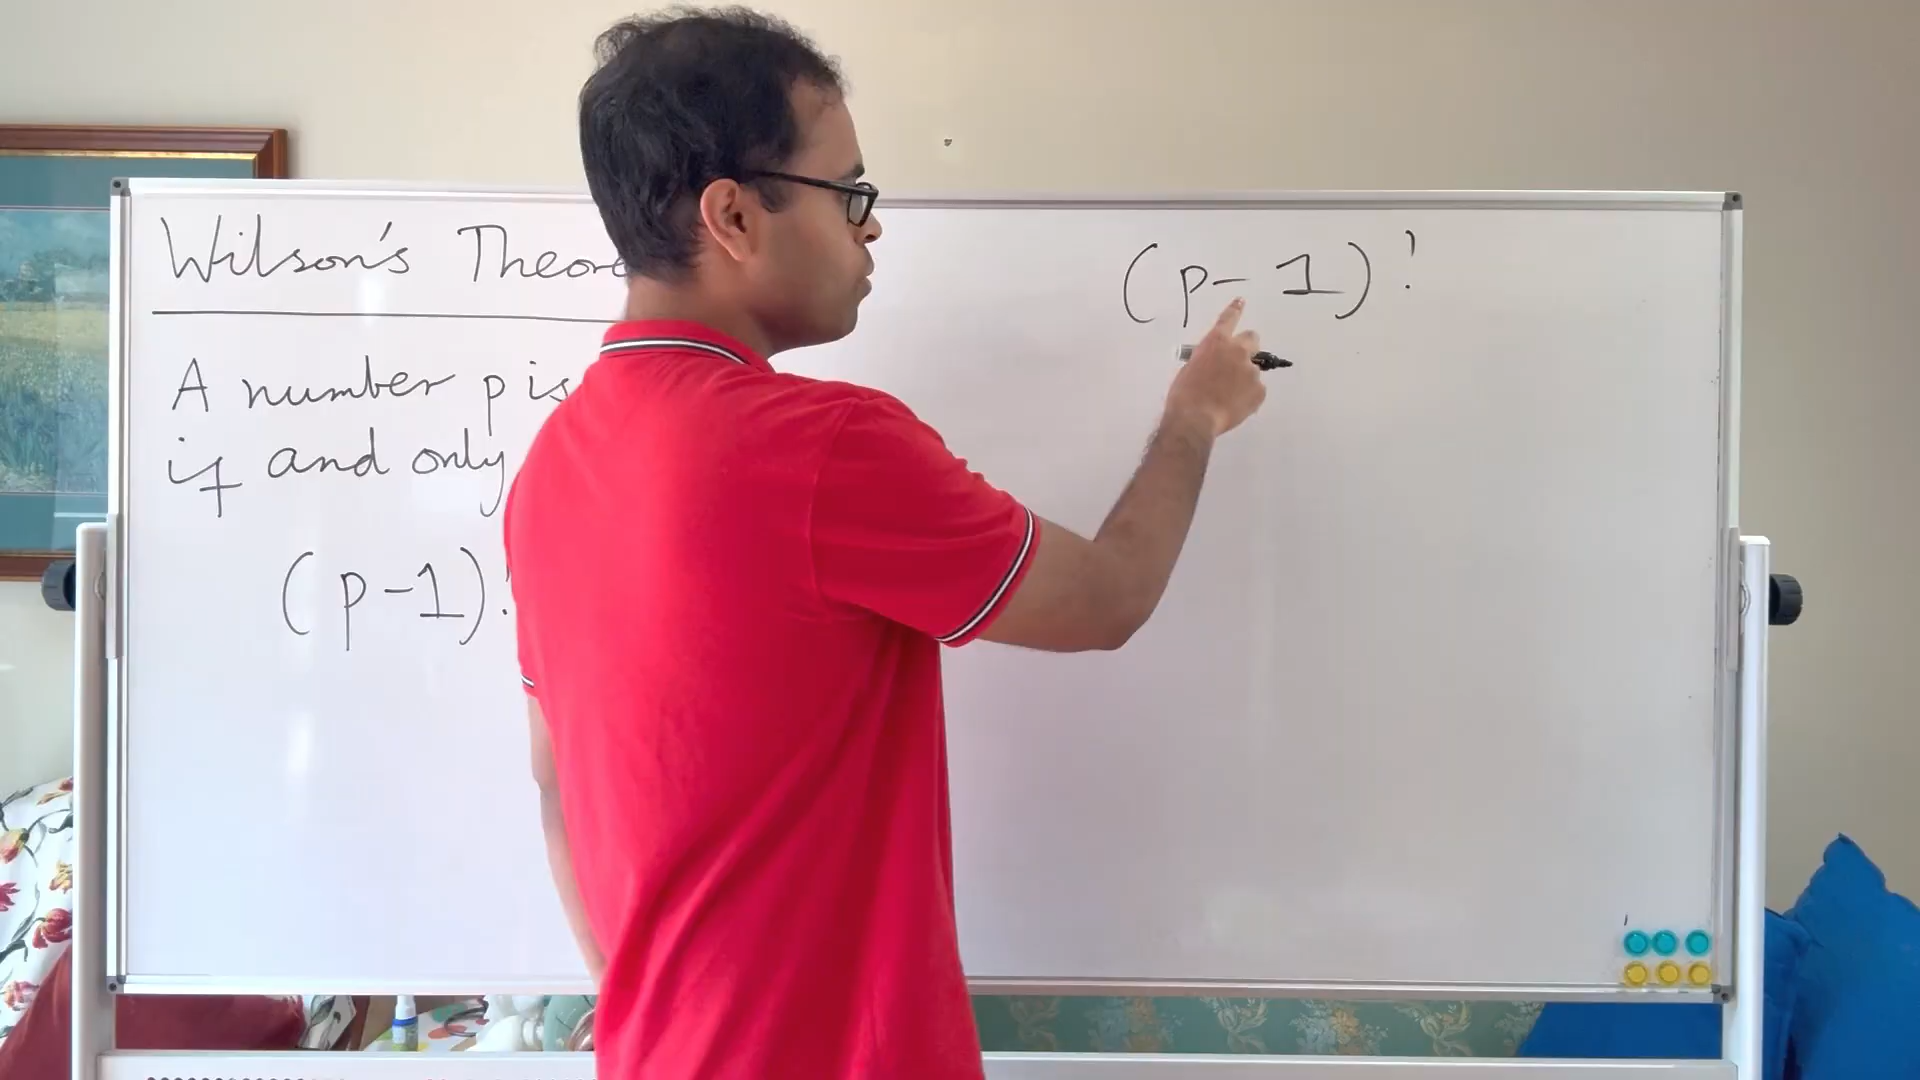 Wilson's Theore
A number p is
if and only
(p-1)!
(p-1)!